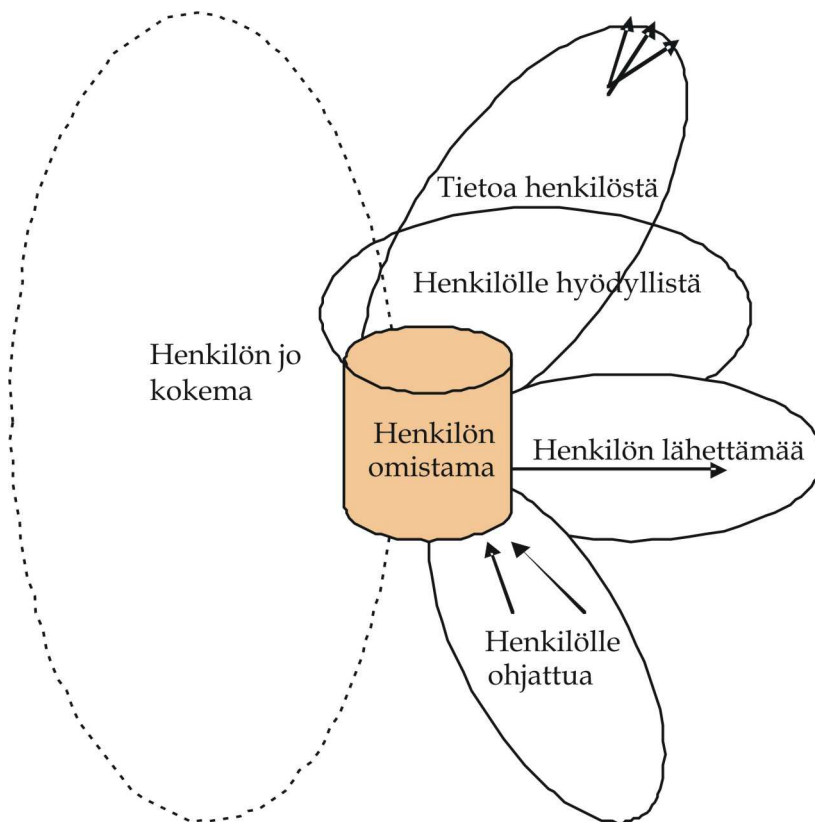 Tietoa henkilöstä
Henkilölle hyödyllistä
Henkilön jo
kokema
Henkilön
omistama
Henkilön lähettämää
Henkilölle
ohjattua